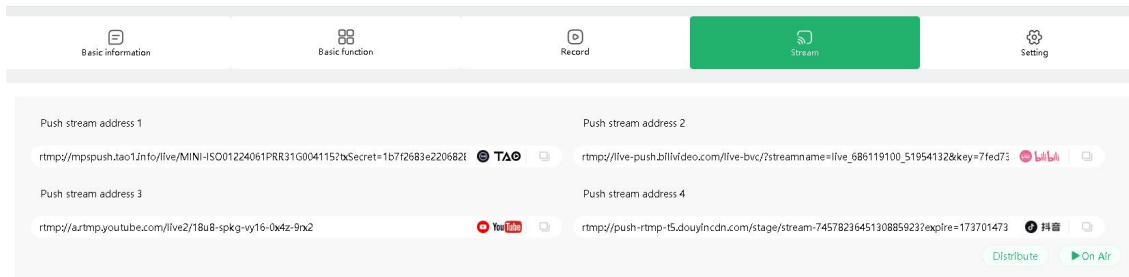 Basic information
Basic function
Record
Stream
Setting
Push stream address 1
Push stream address 2
rtmp://mpspush.tao1.info/live/MINI-ISO01224061PRR31G004115?txSecret=1b7f2683e220682E
TAO
rtmp://live-push.bilivideo.com/live-bvc/?streamname=live_686119100_51954132&key=7fed73
bilibili
Push stream address 3
Push stream address 4
rtmp://a.rtmp.youtube.com/live2/18u8-spkg-vy16-0x4z-9rx2
YouTube
rtmp://push-rtmp-t5.douyincdn.com/stage/stream-7457823645130885923?expire=173701473
抖音
Distribute
On Air